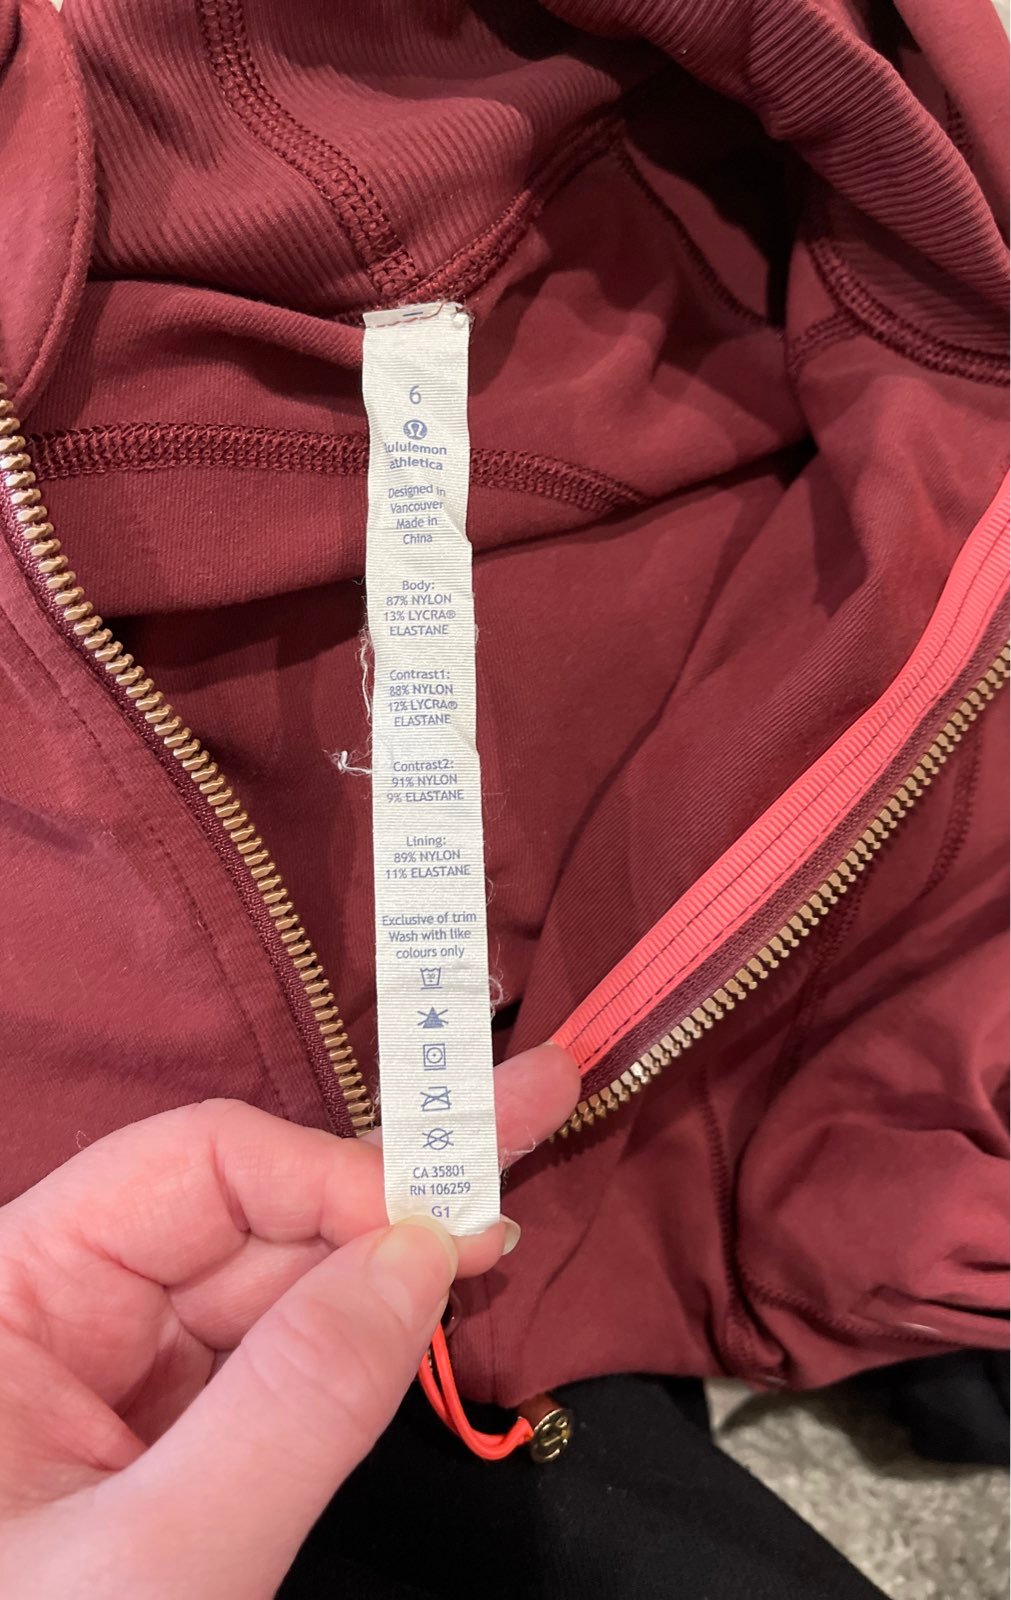 6
lululemon
athletica
Designed in
Vancouver
Made in
China
Body:
87% NYLON
13% LYCRA®
ELASTANE
Contrast1:
88% NYLON
12% LYCRA®
ELASTANE
Contrast2:
91% NYLON
9% ELASTANE
Lining:
89% NYLON
11% ELASTANE
Exclusive of trim
Wash with like
colours only
CA 35801
RN 106259
G1